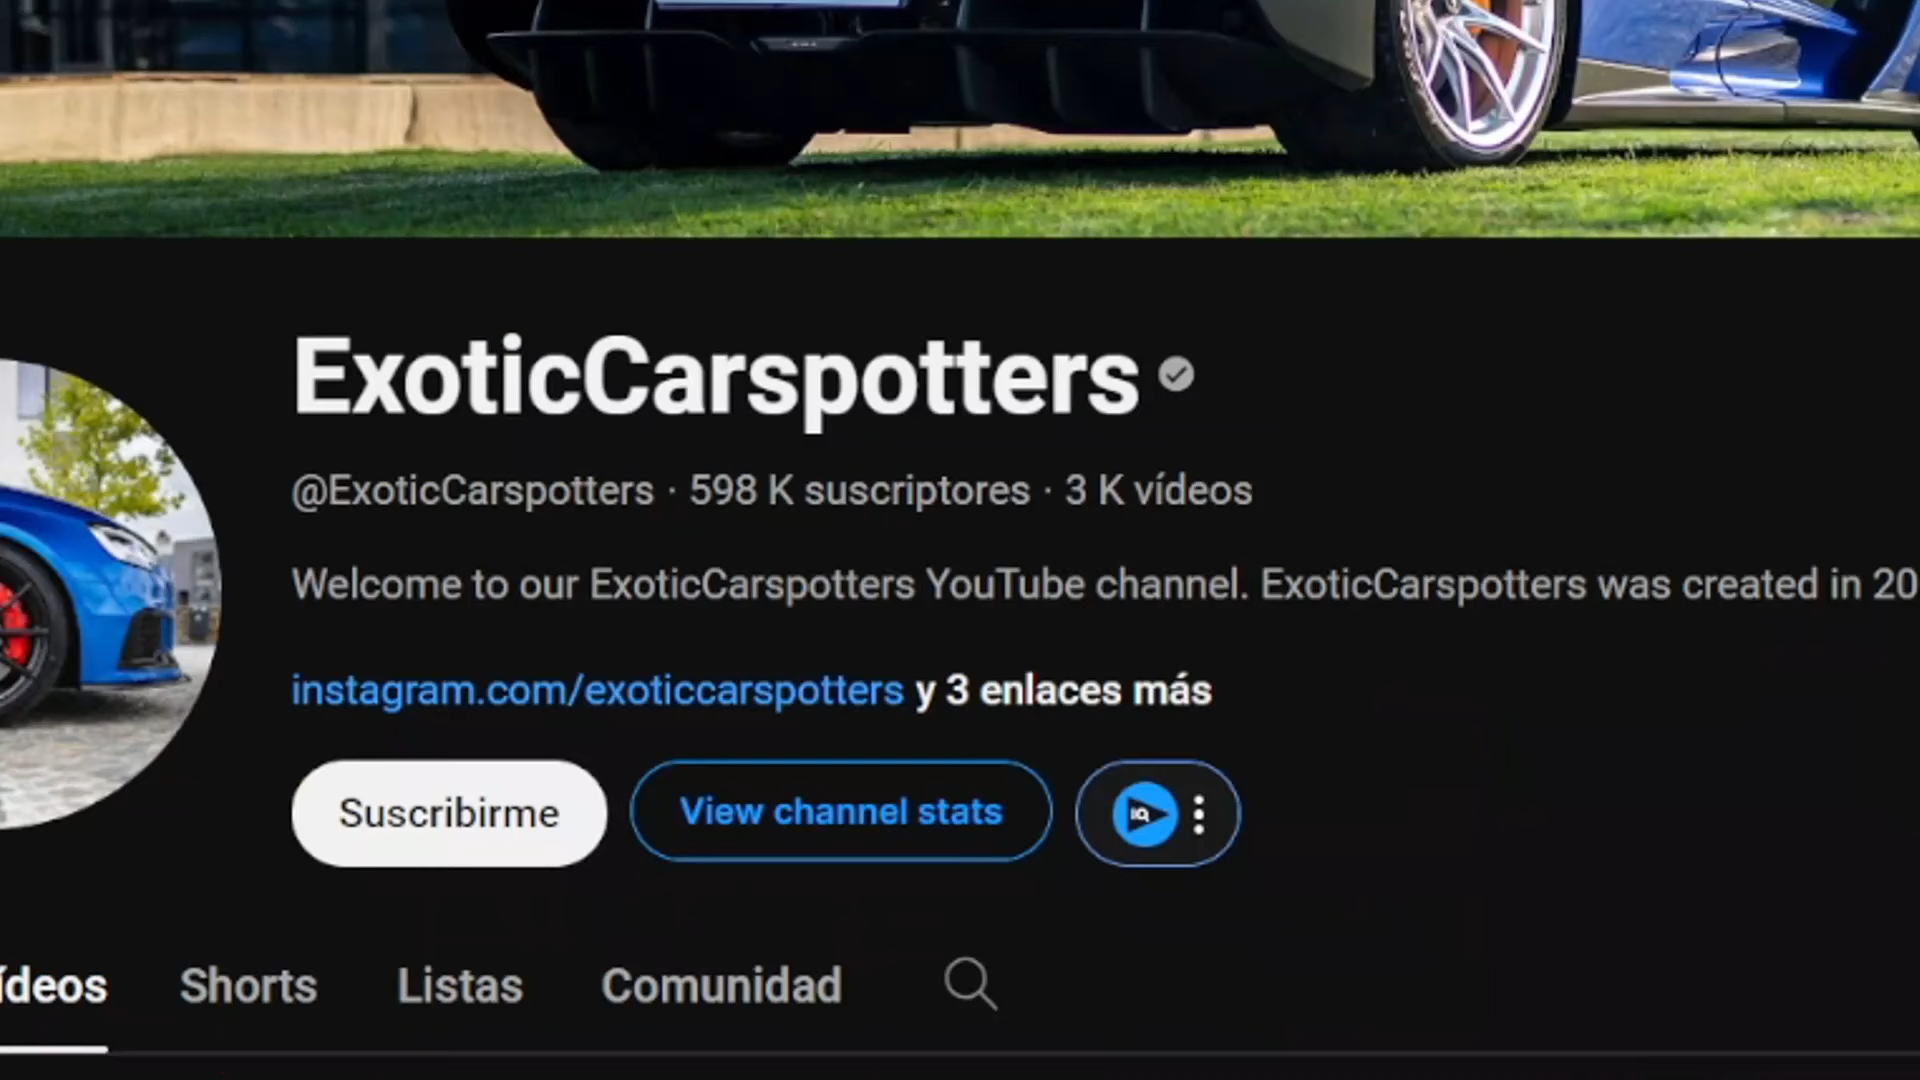 ExoticCarspotters
@ExoticCarspotters · 598 K suscriptores · 3 K vídeos
Welcome to our ExoticCarspotters YouTube channel. ExoticCarspotters was created in 20
instagram.com/exoticcarspotters y 3 enlaces más
Suscribirme View channel stats IQ
ídeos Shorts Listas Comunidad